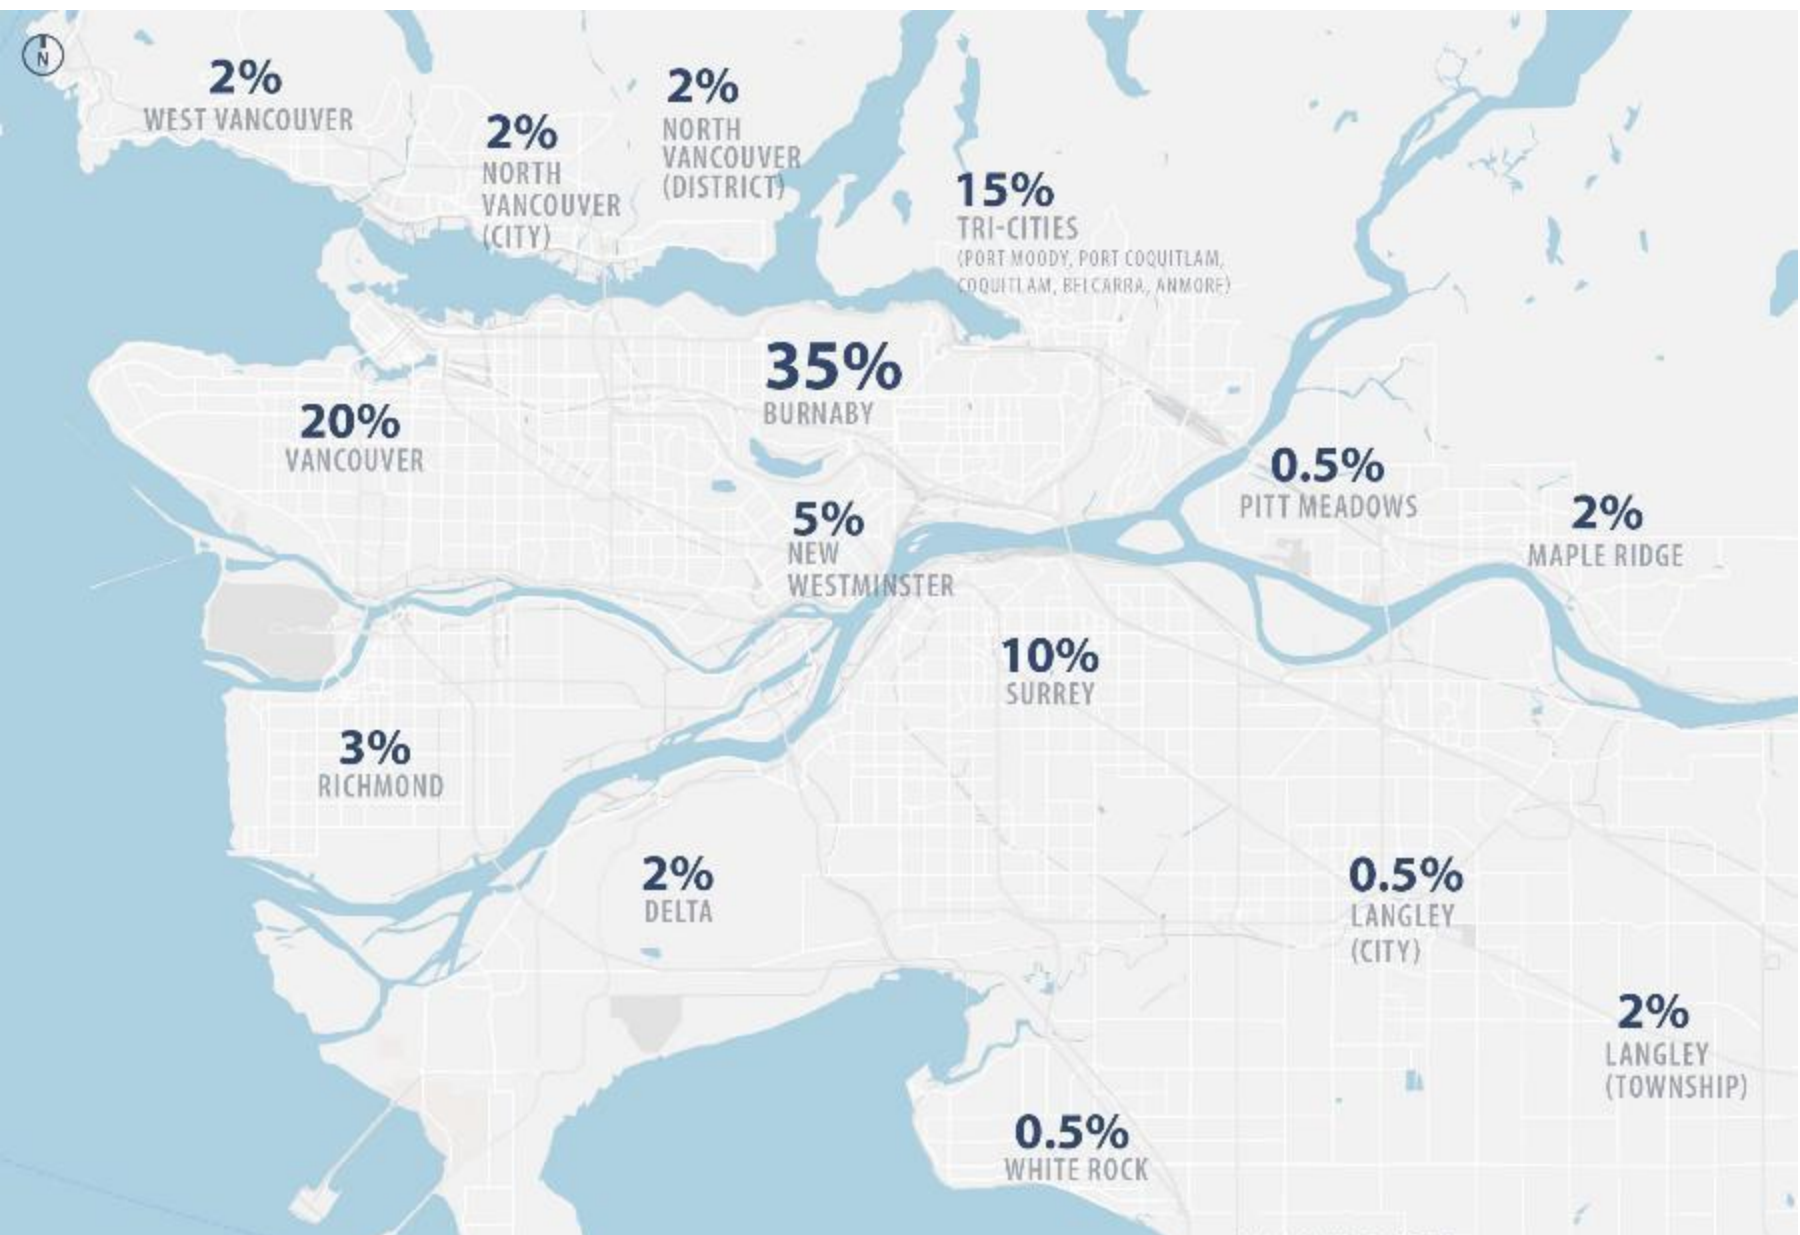 N
2%
WEST VANCOUVER
2%
NORTH
VANCOUVER
(CITY)
2%
NORTH
VANCOUVER
(DISTRICT)
15%
TRI-CITIES
(PORT MOODY, PORT COQUITLAM,
COQUITLAM, BELCARRA, ANMORE)
35%
BURNABY
20%
VANCOUVER
0.5%
PITT MEADOWS
2%
MAPLE RIDGE
5%
NEW
WESTMINSTER
10%
SURREY
3%
RICHMOND
2%
DELTA
0.5%
LANGLEY
(CITY)
2%
LANGLEY
(TOWNSHIP)
0.5%
WHITE ROCK